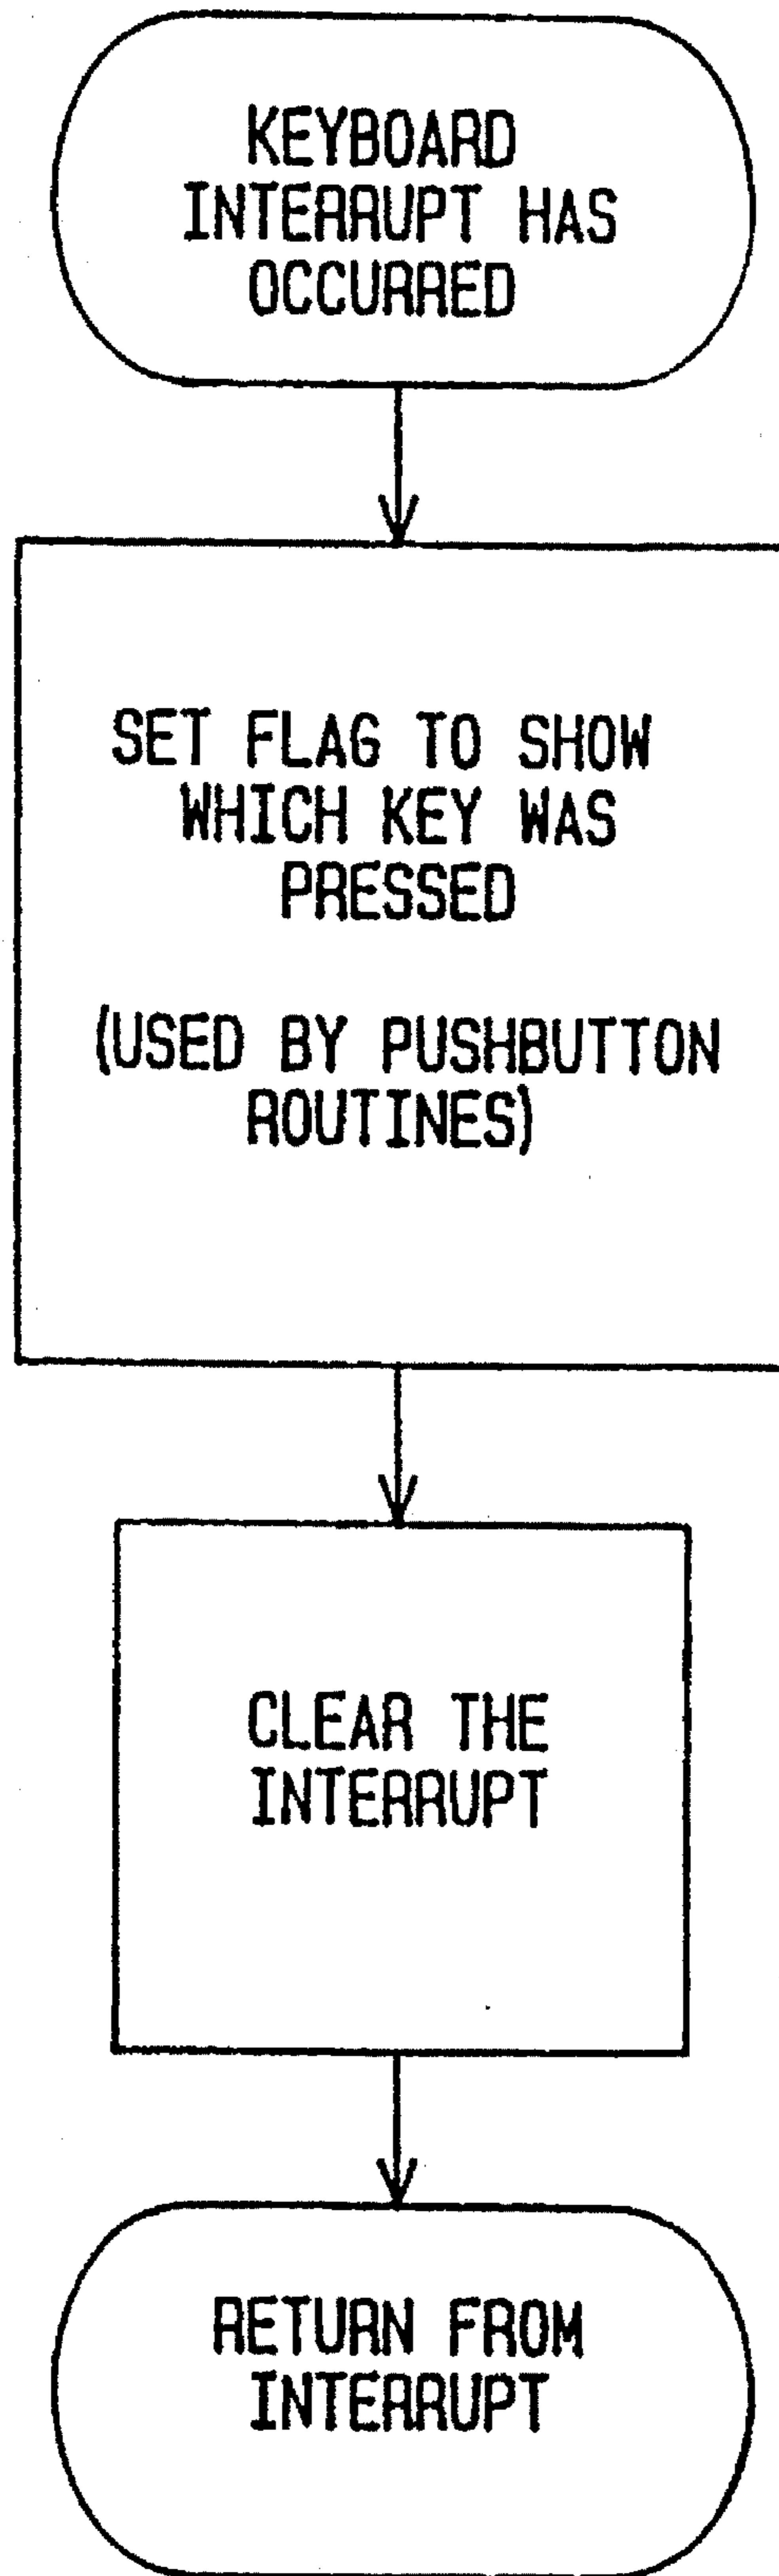 KEYBOARD
INTERRUPT HAS
OCCURRED
SET FLAG TO SHOW
WHICH KEY WAS
PRESSED
(USED BY PUSHBUTTON
ROUTINES)
CLEAR THE
INTERRUPT
RETURN FROM
INTERRUPT